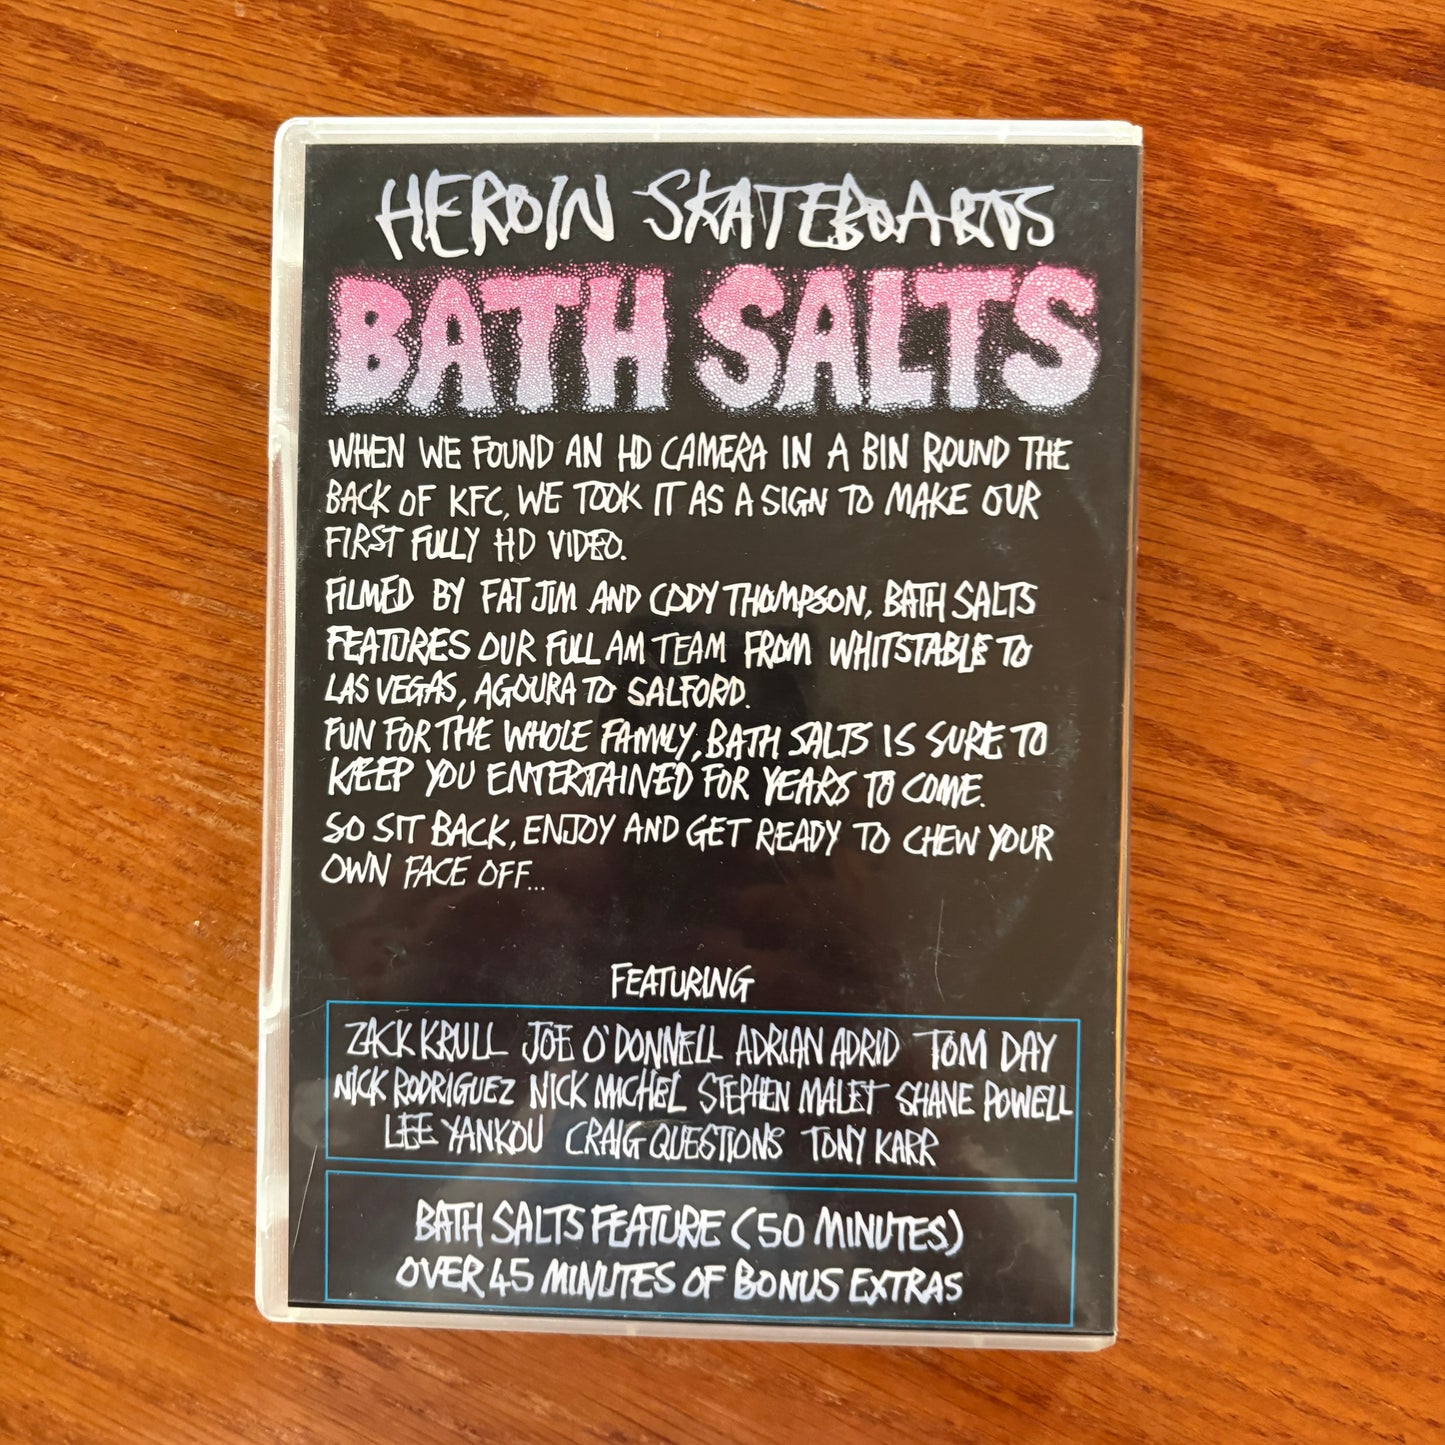 HEROIN SKATEBOARDS
BATH SALTS
WHEN WE FOUND AN HD CAMERA IN A BIN ROUND THE
BACK OF KFC, WE TOOK IT AS A SIGN TO MAKE OUR
FIRST FULLY HD VIDEO.
FILMED BY FAT JIM AND CODY THOMPSON, BATH SALTS
FEATURES OUR FULL AM TEAM FROM WHITSTABLE TO
LAS VEGAS, AGOURA TO SALFORD.
FUN FOR THE WHOLE FAMILY, BATH SALTS IS SURE TO
KEEP YOU ENTERTAINED FOR YEARS TO COME.
SO SIT BACK, ENJOY AND GET READY TO CHEW YOUR
OWN FACE OFF...
FEATURING
ZACK KRULL JOE O'DONNELL ADRIAN ADRID TOM DAY
NICK RODRIGUEZ NICK MICHEL STEPHEN MALET SHANE POWELL
LEE YANKOU CRAIG QUESTIONS TONY KARR
BATH SALTS FEATURE (50 MINUTES)
OVER 45 MINUTES OF BONUS EXTRAS